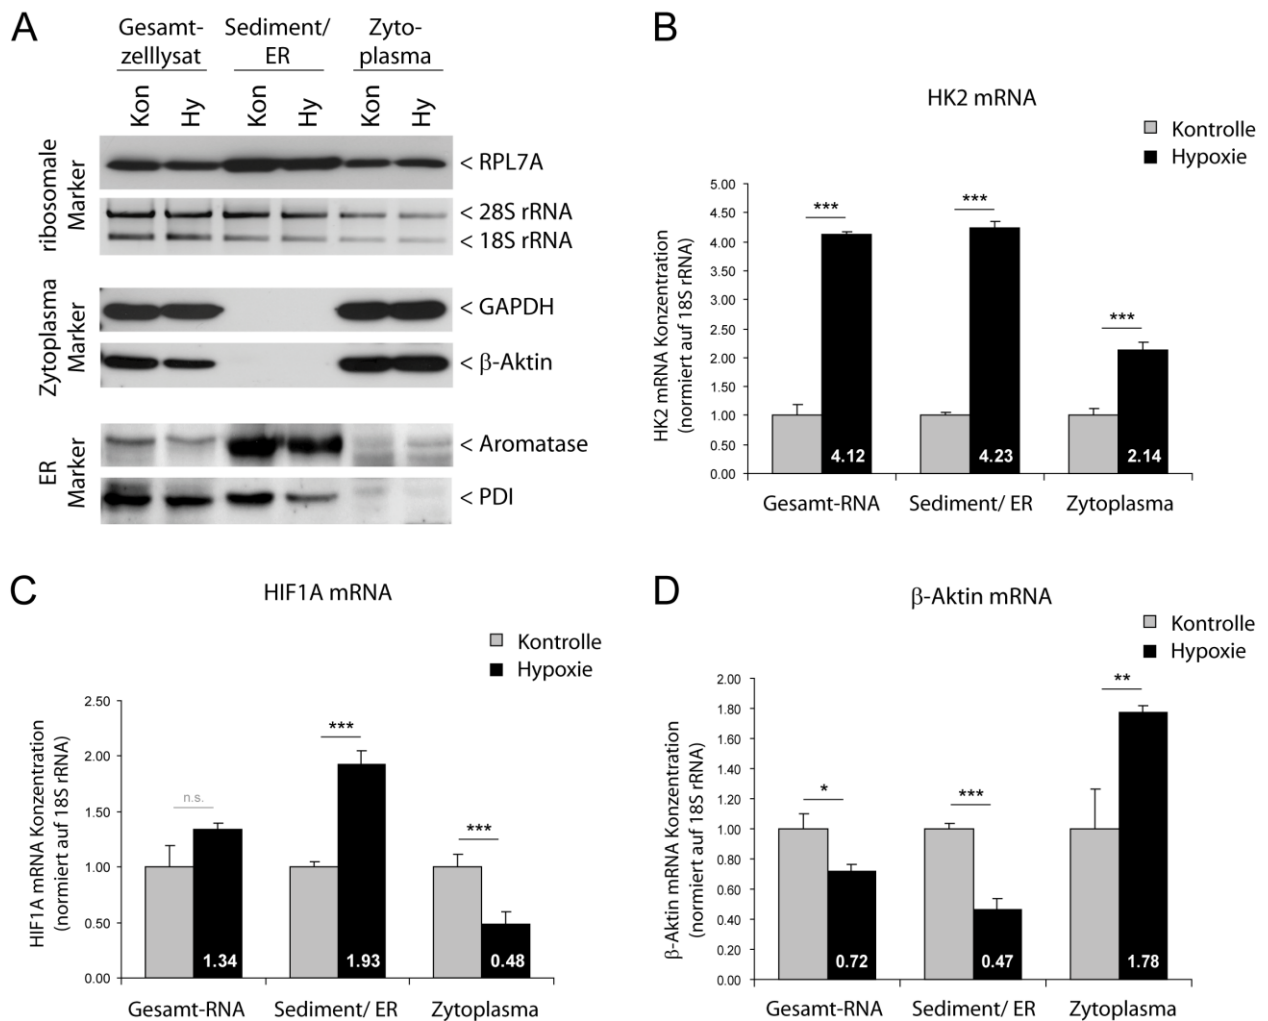 A
Gesamt-
zelllysat
Sediment/
ER
Zyto-
plasma
Kon
Hy
Kon
Hy
Kon
Hy
ribosomale
Marker
< RPL7A
< 28S rRNA
< 18S rRNA
Zytoplasma
Marker
< GAPDH
< β-Aktin
ER
Marker
< Aromatase
< PDI
B
HK2 mRNA
Kontrolle
Hypoxie
HK2 mRNA Konzentration
(normiert auf 18S rRNA)
5.00
4.50
4.00
3.50
3.00
2.50
2.00
1.50
1.00
0.50
0.00
***
***
***
4.12
4.23
2.14
Gesamt-RNA
Sediment/ ER
Zytoplasma
C
HIF1A mRNA
Kontrolle
Hypoxie
HIF1A mRNA Konzentration
(normiert auf 18S rRNA)
2.50
2.00
1.50
1.00
0.50
0.00
n.s.
***
***
1.34
1.93
0.48
Gesamt-RNA
Sediment/ ER
Zytoplasma
D
β-Aktin mRNA
Kontrolle
Hypoxie
β-Aktin mRNA Konzentration
(normiert auf 18S rRNA)
2.00
1.80
1.60
1.40
1.20
1.00
0.80
0.60
0.40
0.20
0.00
*
***
**
0.72
0.47
1.78
Gesamt-RNA
Sediment/ ER
Zytoplasma